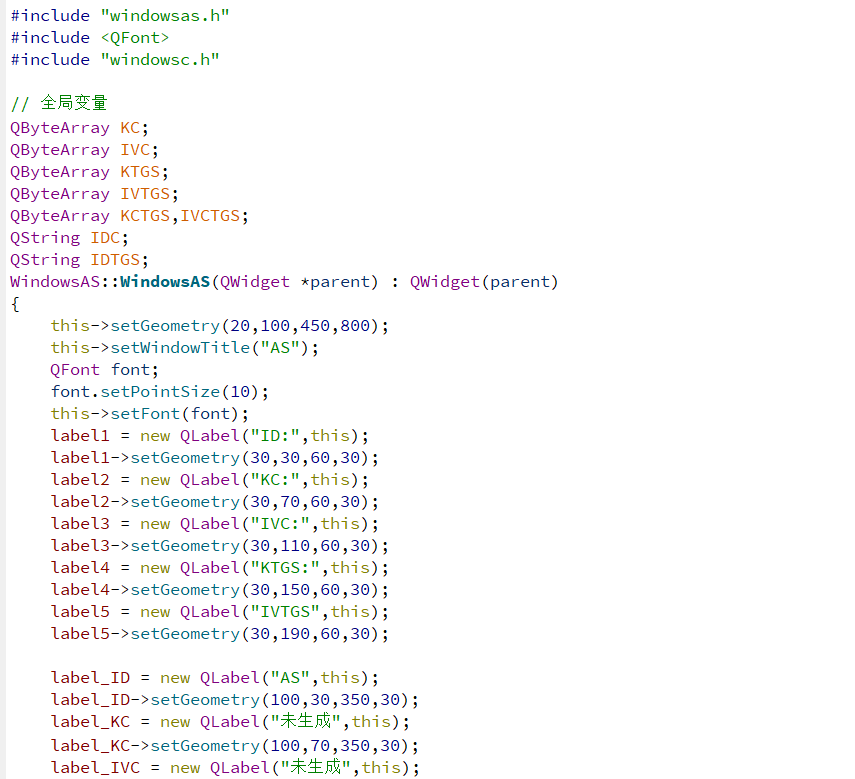 #include "windowsas.h"
#include <QFont>
#include "windowsc.h"

// 全局变量
QByteArray KC;
QByteArray IVC;
QByteArray KTGS;
QByteArray IVTGS;
QByteArray KCTGS,IVCTGS;
QString IDC;
QString IDTGS;
WindowsAS::WindowsAS(QWidget *parent) : QWidget(parent)
{
    this->setGeometry(20,100,450,800);
    this->setWindowTitle("AS");
    QFont font;
    font.setPointSize(10);
    this->setFont(font);
    label1 = new QLabel("ID:",this);
    label1->setGeometry(30,30,60,30);
    label2 = new QLabel("KC:",this);
    label2->setGeometry(30,70,60,30);
    label3 = new QLabel("IVC:",this);
    label3->setGeometry(30,110,60,30);
    label4 = new QLabel("KTGS:",this);
    label4->setGeometry(30,150,60,30);
    label5 = new QLabel("IVTGS",this);
    label5->setGeometry(30,190,60,30);

    label_ID = new QLabel("AS",this);
    label_ID->setGeometry(100,30,350,30);
    label_KC = new QLabel("未生成",this);
    label_KC->setGeometry(100,70,350,30);
    label_IVC = new QLabel("未生成",this);